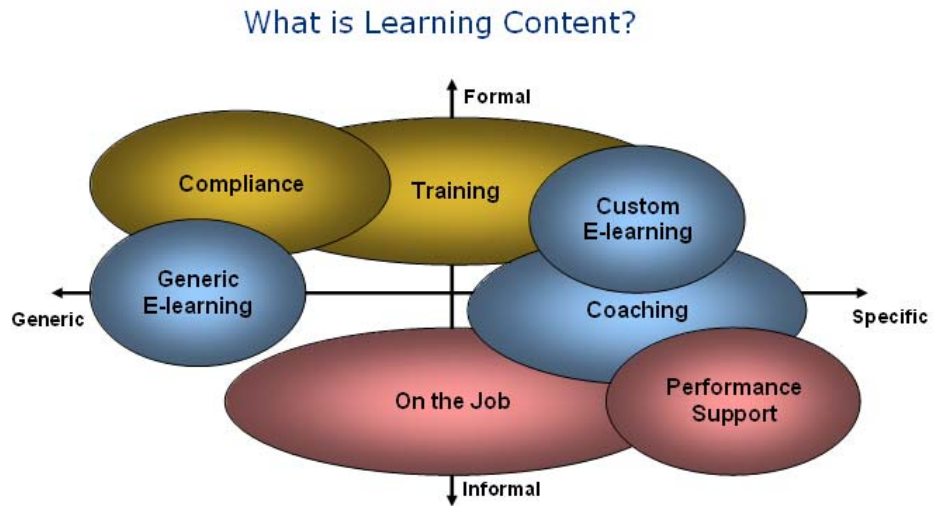 What is Learning Content?
Formal
Compliance
Training
Custom
E-learning
Generic
E-learning
Generic
Coaching
Specific
On the Job
Performance
Support
Informal